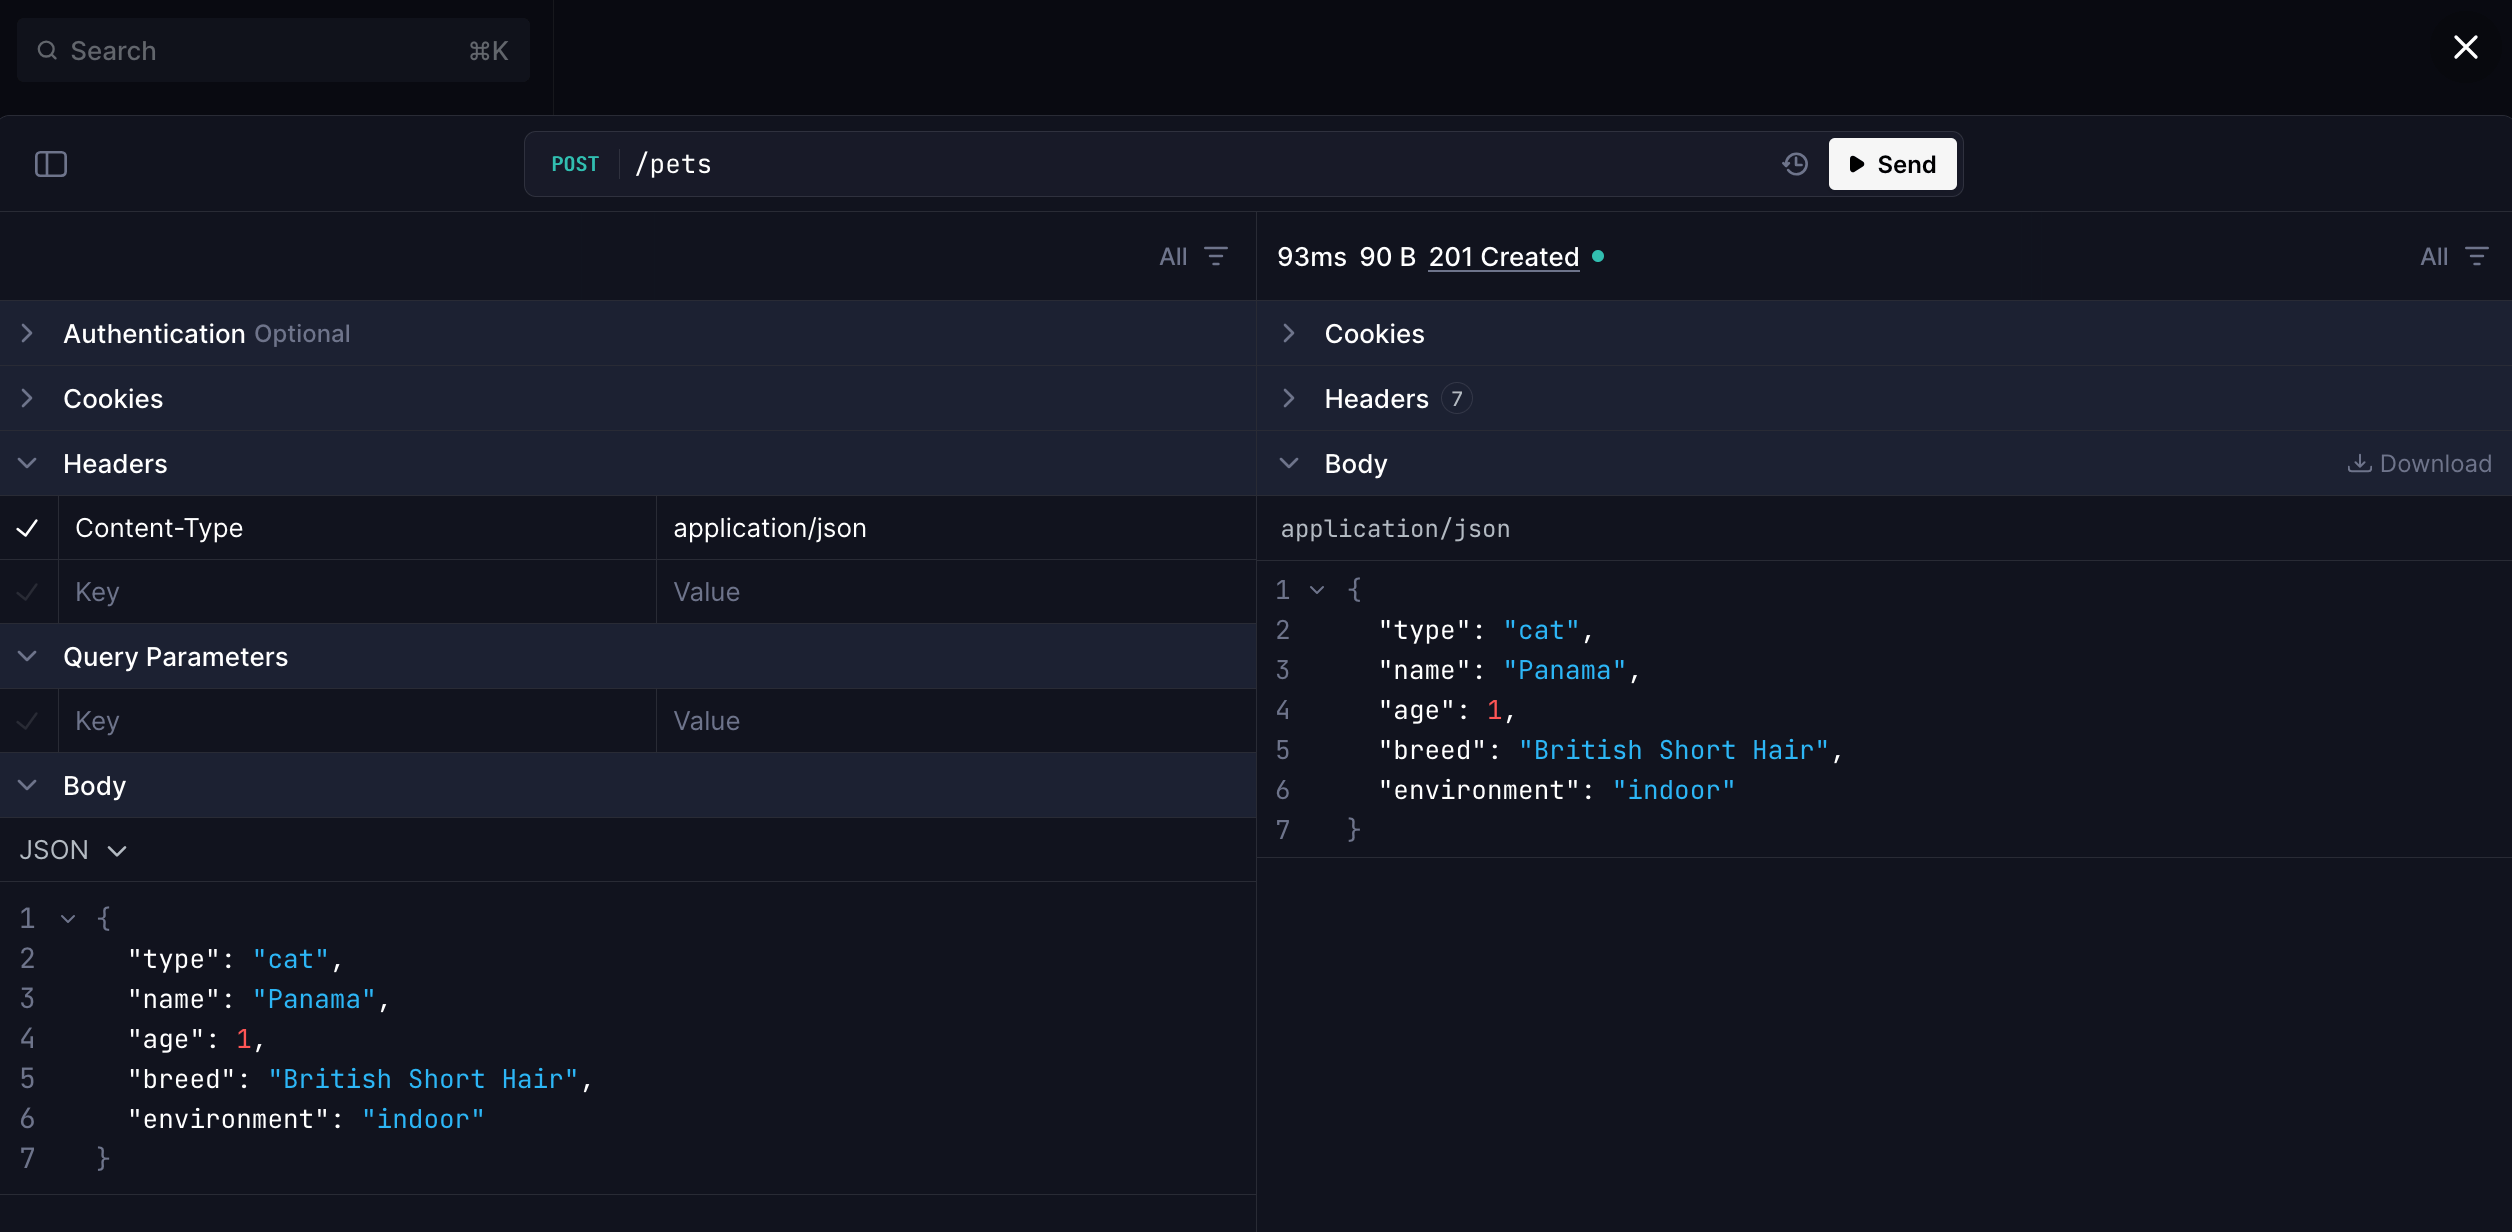 Search ⌘K
POST /pets Send
All
Authentication Optional
Cookies
Headers
Content-Type application/json
Key Value
Query Parameters
Key Value
Body
JSON
1 {
2 "type": "cat",
3 "name": "Panama",
4 "age": 1,
5 "breed": "British Short Hair",
6 "environment": "indoor"
7 }
93ms 90 B 201 Created All
Cookies
Headers 7
Body Download
application/json
1 {
2 "type": "cat",
3 "name": "Panama",
4 "age": 1,
5 "breed": "British Short Hair",
6 "environment": "indoor"
7 }